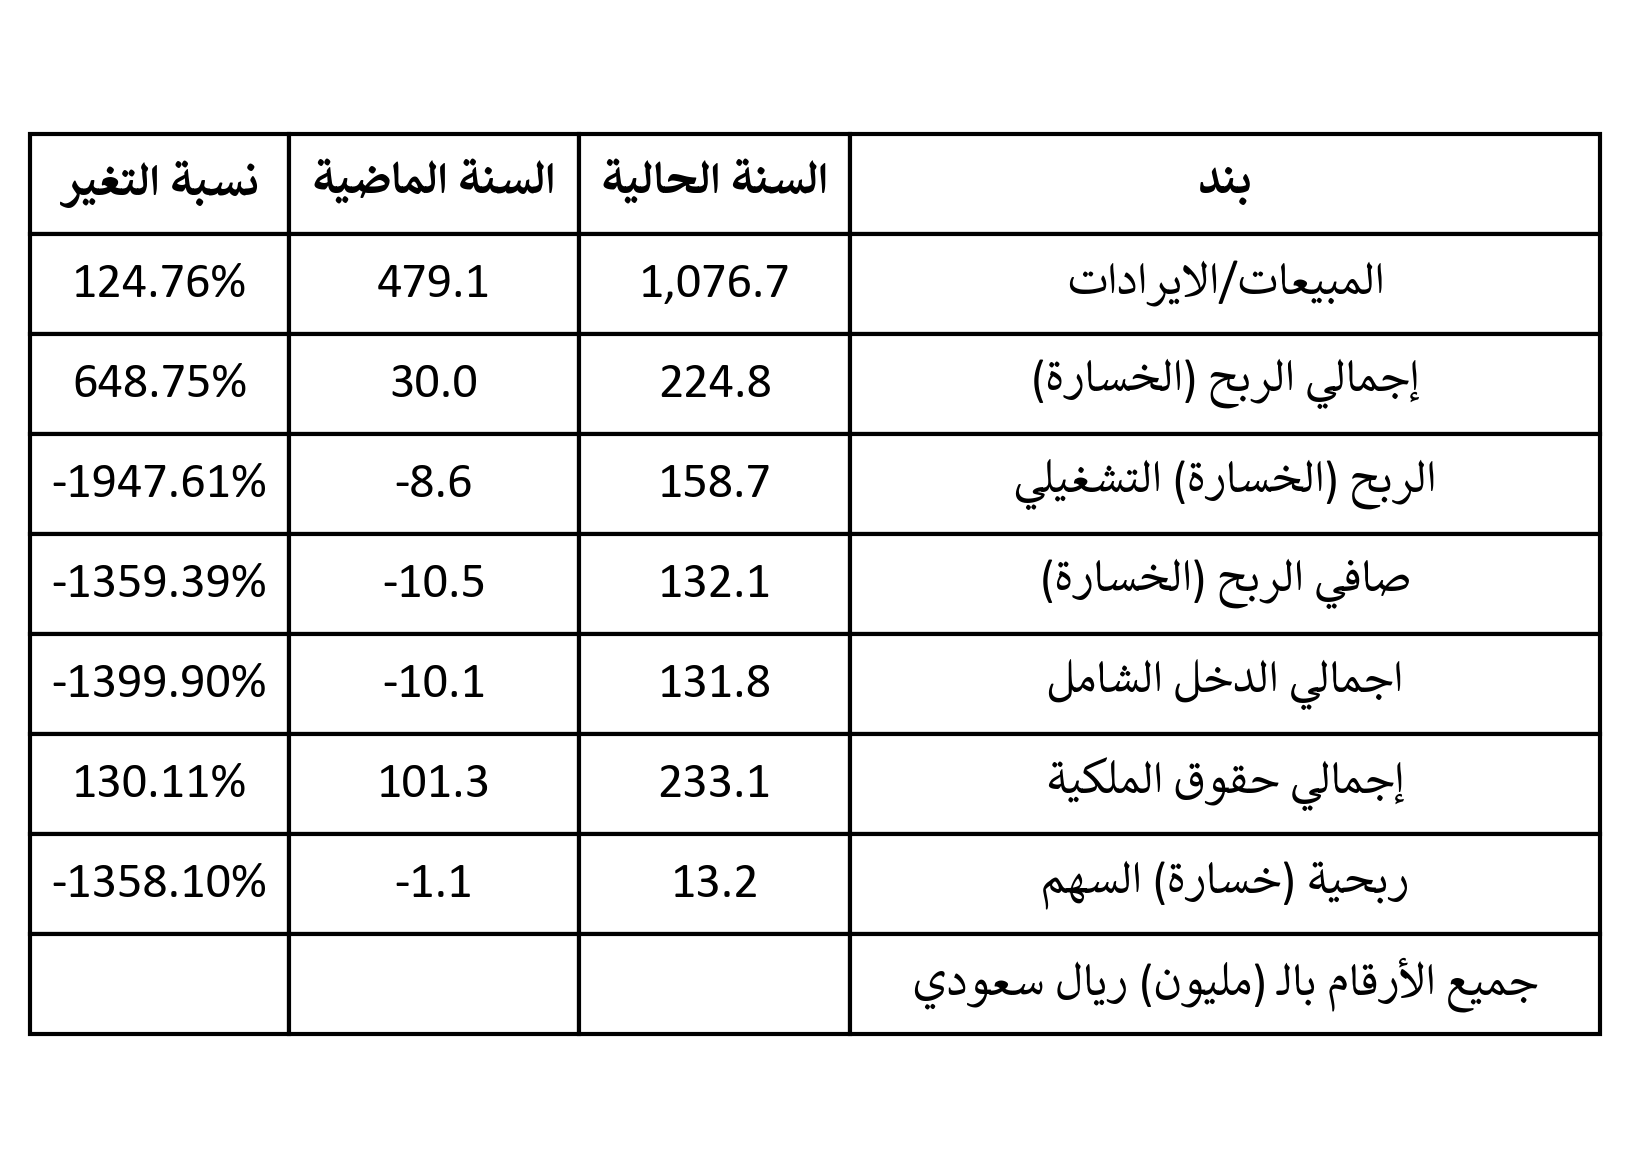 بند السنة الحالية السنة الماضية نسبة التغير
المبيعات/الايرادات 1,076.7 479.1 124.76%
إجمالي الربح (الخسارة) 224.8 30.0 648.75%
الربح (الخسارة) التشغيلي 158.7 -8.6 -1947.61%
صافي الربح (الخسارة) 132.1 -10.5 -1359.39%
اجمالي الدخل الشامل 131.8 -10.1 -1399.90%
إجمالي حقوق الملكية 233.1 101.3 130.11%
ربحية (خسارة) السهم 13.2 -1.1 -1358.10%
جميع الأرقام بالـ (مليون) ريال سعودي